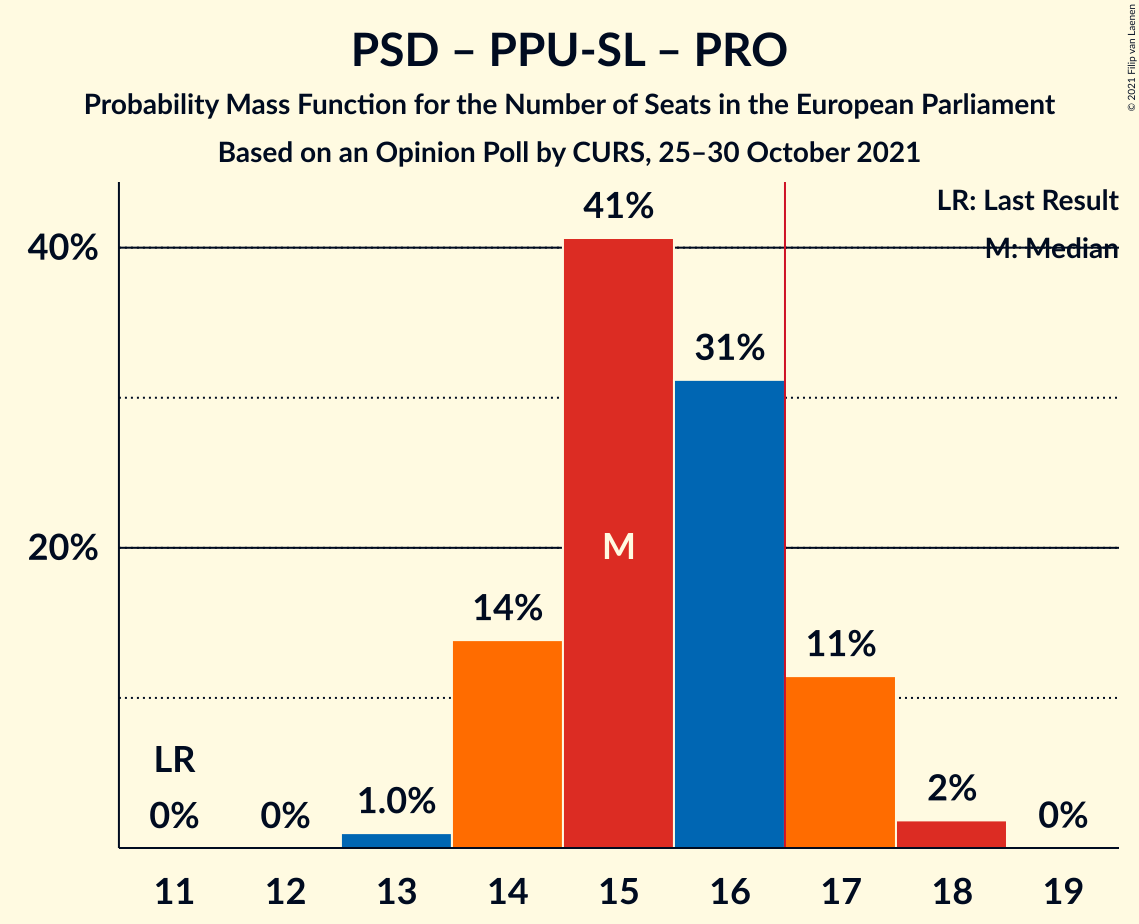 PSD – PPU-SL – PRO
Probability Mass Function for the Number of Seats in the European Parliament
Based on an Opinion Poll by CURS, 25–30 October 2021
© 2021 Filip van Laenen
LR: Last Result
M: Median
40%
20%
LR
0%
0%
1.0%
14%
41%
M
31%
11%
2%
0%
11
12
13
14
15
16
17
18
19